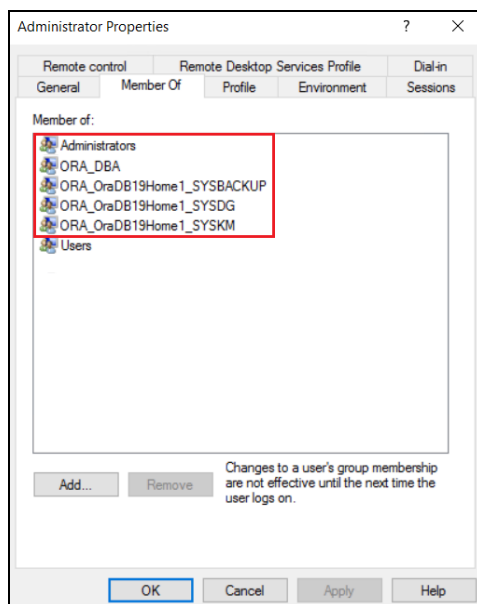 Administrator Properties ? ×
Remote control Remote Desktop Services Profile Dial-in
General Member Of Profile Environment Sessions
Member of:
Administrators
ORA_DBA
ORA_OraDB19Home1_SYSBACKUP
ORA_OraDB19Home1_SYSDG
ORA_OraDB19Home1_SYSKM
Users
Add... Remove
Changes to a user's group membership
are not effective until the next time the
user logs on.
OK Cancel Apply Help